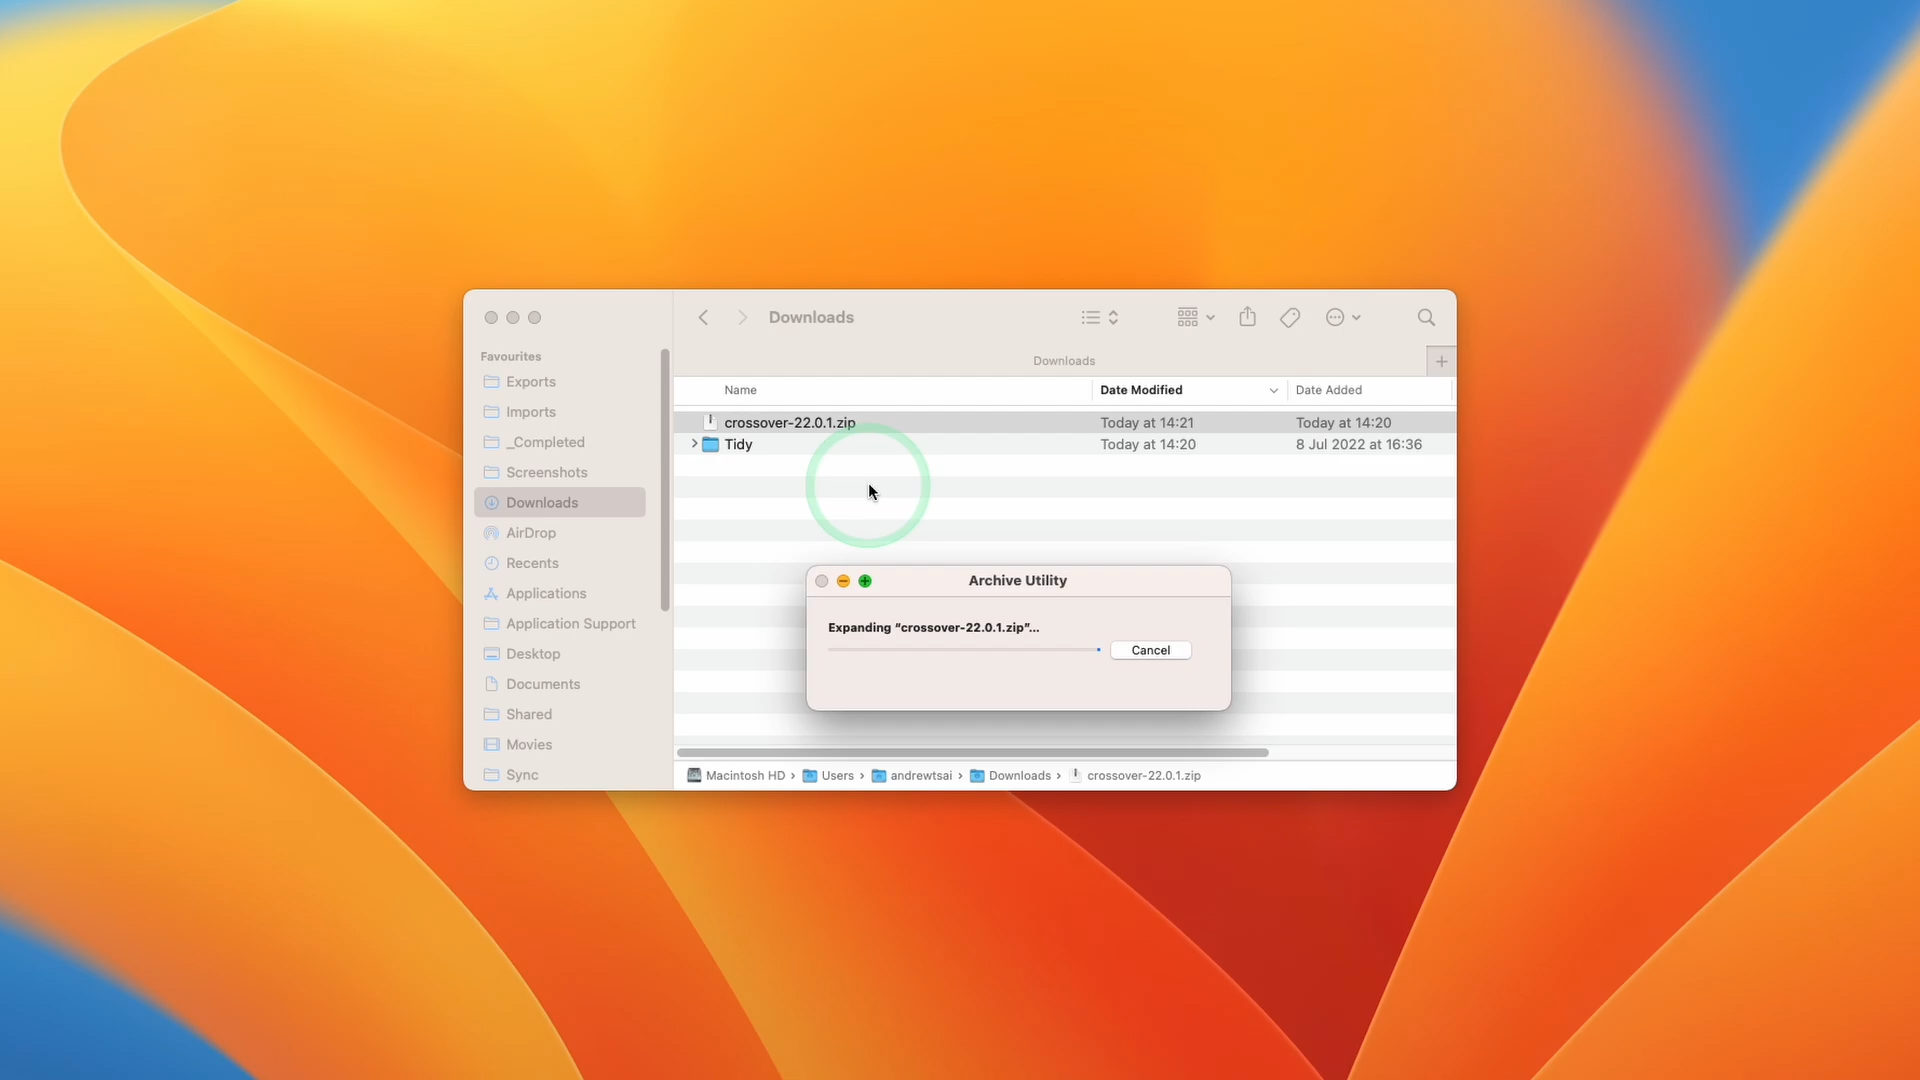 Downloads
Favourites
Exports
Imports
_Completed
Screenshots
Downloads
AirDrop
Recents
Applications
Application Support
Desktop
Documents
Shared
Movies
Sync
Downloads
Name Date Modified Date Added
crossover-22.0.1.zip Today at 14:21 Today at 14:20
Tidy Today at 14:20 8 Jul 2022 at 16:36
Archive Utility
Expanding “crossover-22.0.1.zip”...
Cancel
Macintosh HD › Users › andrewtsai › Downloads › crossover-22.0.1.zip